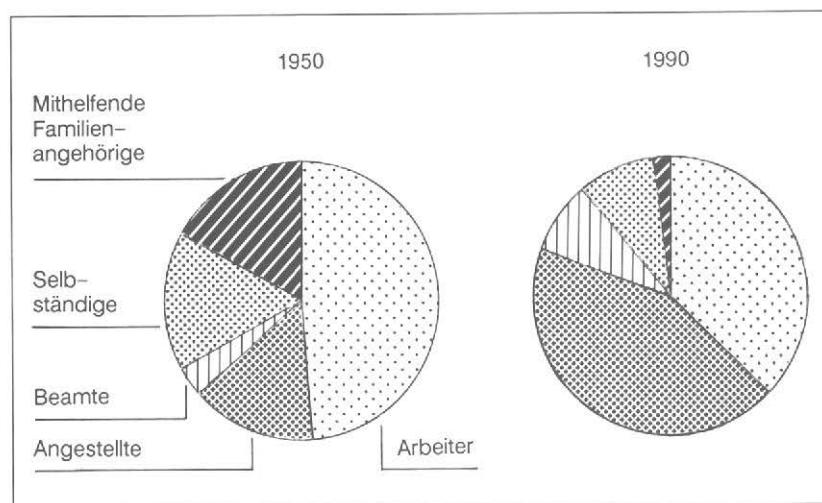 1950
1990
Mithelfende
Familien-
angehörige
Selb-
ständige
Beamte
Angestellte
Arbeiter